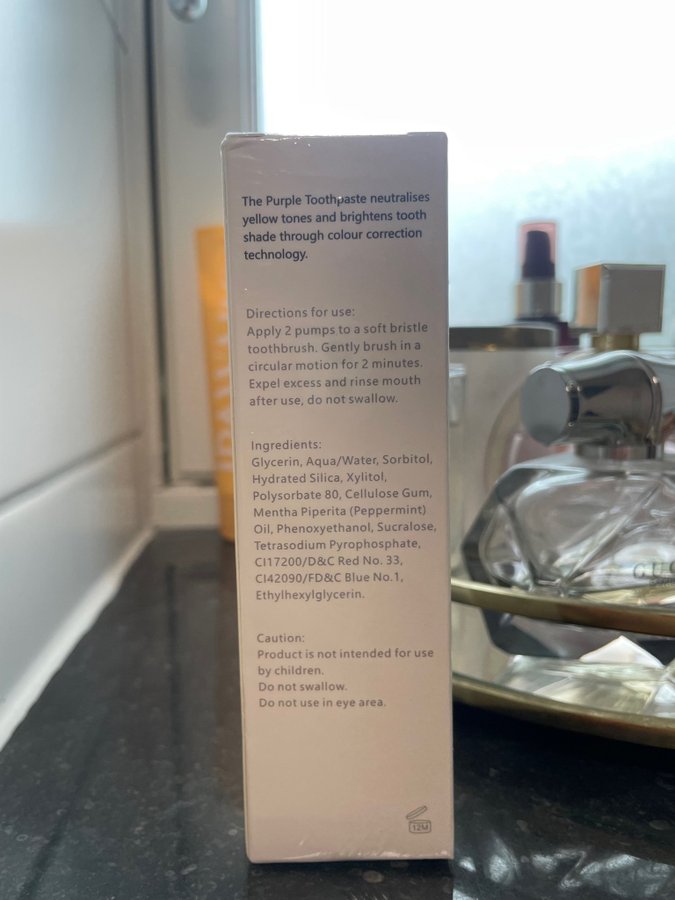 The Purple Toothpaste neutralises
yellow tones and brightens tooth
shade through colour correction
technology.
Directions for use:
Apply 2 pumps to a soft bristle
toothbrush. Gently brush in a
circular motion for 2 minutes.
Expel excess and rinse mouth
after use, do not swallow.
Ingredients:
Glycerin, Aqua/Water, Sorbitol,
Hydrated Silica, Xylitol,
Polysorbate 80, Cellulose Gum,
Mentha Piperita (Peppermint)
Oil, Phenoxyethanol, Sucralose,
Tetrasodium Pyrophosphate,
CI17200/D&C Red No. 33,
CI42090/FD&C Blue No.1,
Ethylhexylglycerin.
Caution:
Product is not intended for use
by children.
Do not swallow.
Do not use in eye area.
12M